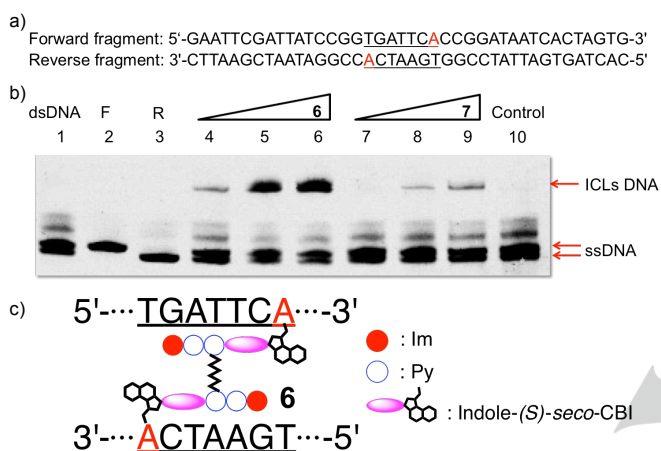 a)
Forward fragment: 5‘-GAATTCGATTATCCGGTGATTCACCGGATAATCACTAGTG-3'
Reverse fragment: 3'-CTTAAGCTAATAGGCCACTAAGTGGCCTATTAGTGATCAC-5'
b)
dsDNA F R 6 7 Control
1 2 3 4 5 6 7 8 9 10
ICLs DNA
ssDNA
c)
5'-···TGATTCA···-3'
: Im
: Py
6
: Indole-(S)-seco-CBI
3'-···ACTAAGT···-5'